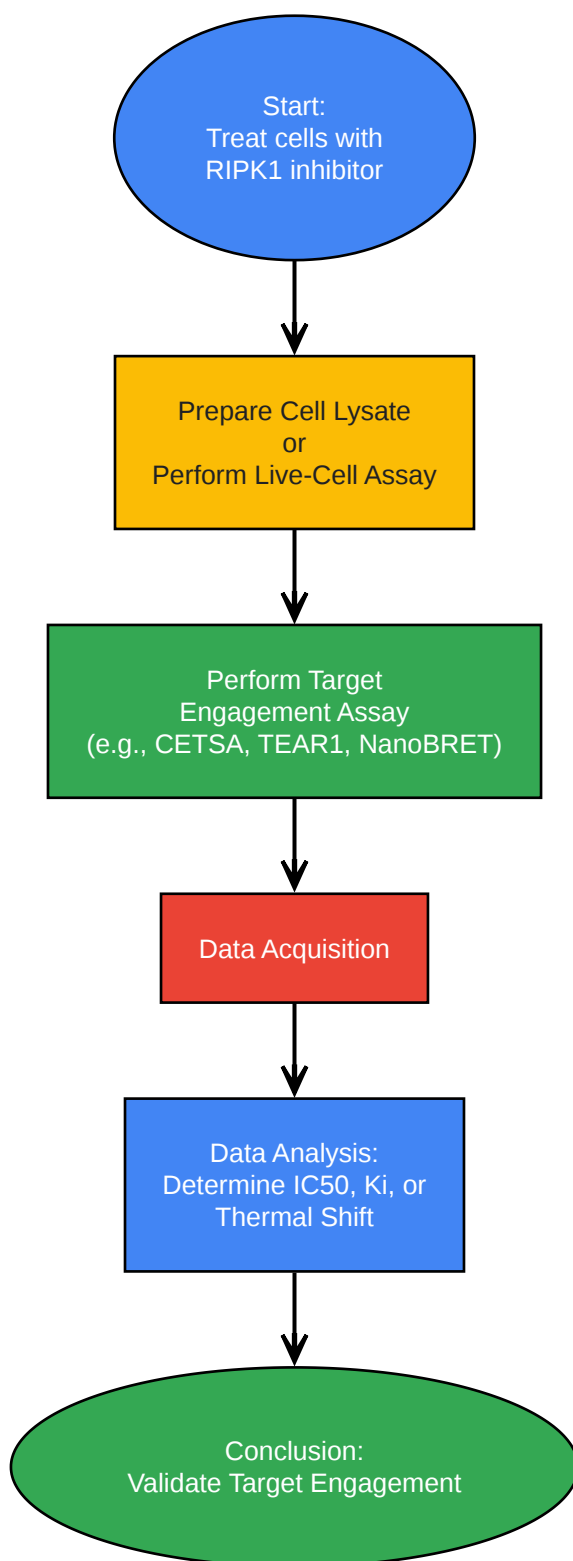 Start:
Treat cells with
RIPK1 inhibitor
Prepare Cell Lysate
or
Perform Live-Cell Assay
Perform Target
Engagement Assay
(e.g., CETSA, TEAR1, NanoBRET)
Data Acquisition
Data Analysis:
Determine IC50, Ki, or
Thermal Shift
Conclusion:
Validate Target Engagement